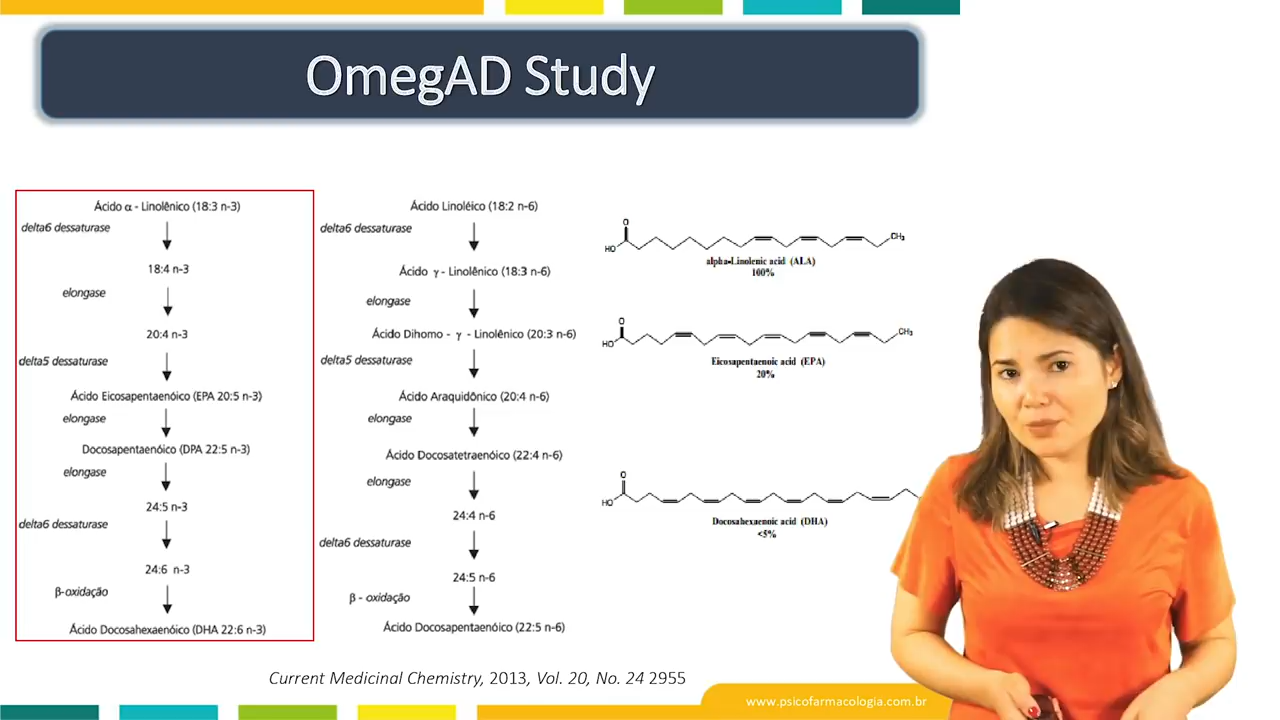 OmegAD Study
Ácido α - Linolênico (18:3 n-3)
delta6 dessaturase
18:4 n-3
elongase
20:4 n-3
delta5 dessaturase
Ácido Eicosapentaenóico (EPA 20:5 n-3)
elongase
Docosapentaenóico (DPA 22:5 n-3)
elongase
24:5 n-3
delta6 dessaturase
24:6 n-3
β-oxidação
Ácido Docosahexaenóico (DHA 22:6 n-3)
Ácido Linoléico (18:2 n-6)
delta6 dessaturase
Ácido γ - Linolênico (18:3 n-6)
elongase
Ácido Dihomo - γ - Linolênico (20:3 n-6)
delta5 dessaturase
Ácido Araquidônico (20:4 n-6)
elongase
Ácido Docosatetraenóico (22:4 n-6)
elongase
24:4 n-6
delta6 dessaturase
24:5 n-6
β - oxidação
Ácido Docosapentaenóico (22:5 n-6)
O
HO
CH3
alpha-Linolenic acid (ALA)
100%
O
HO
CH3
Eicosapentaenoic acid (EPA)
20%
O
HO
Docosahexaenoic acid (DHA)
<5%
Current Medicinal Chemistry, 2013, Vol. 20, No. 24 2955
www.psicofarmacologia.com.br